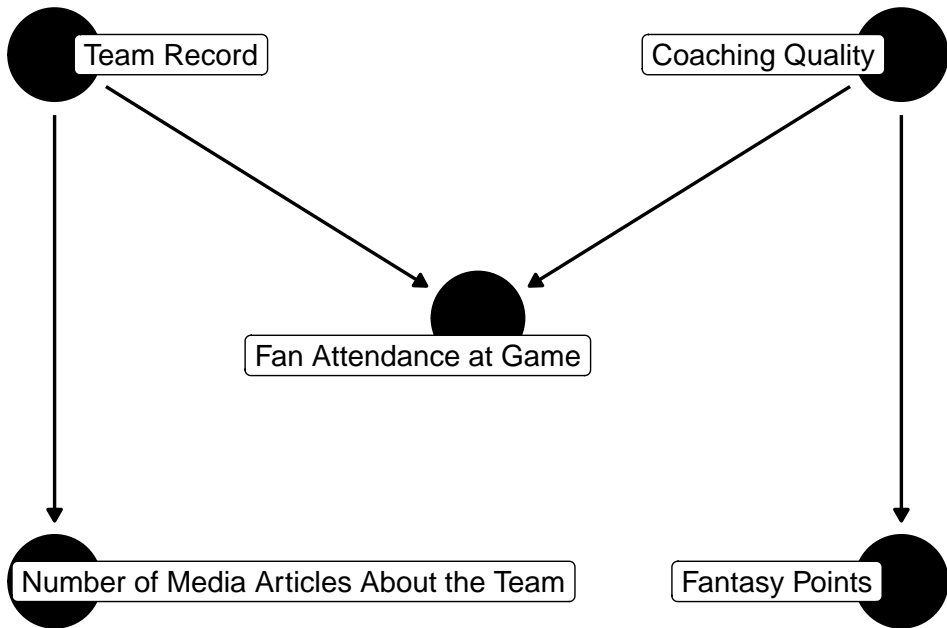 Team Record
Coaching Quality
Fan Attendance at Game
Number of Media Articles About the Team
Fantasy Points